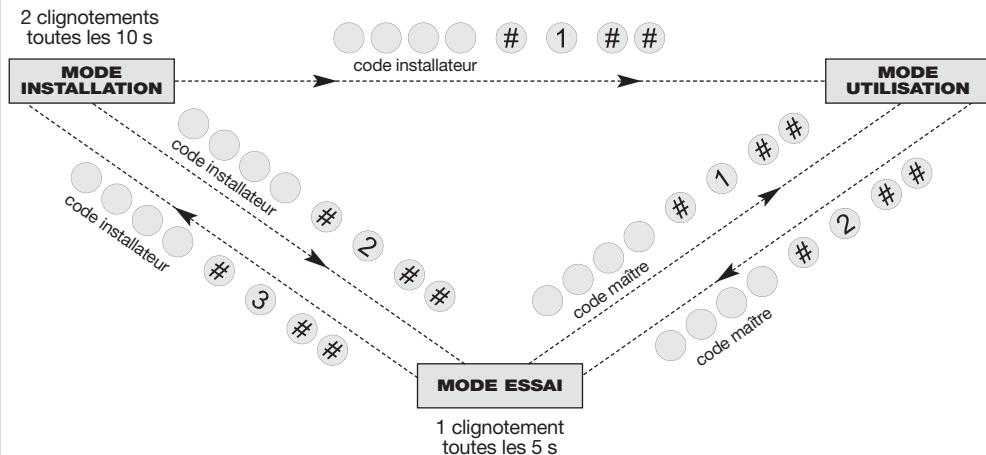 2 clignotements
toutes les 10 s
# 1 # #
code installateur
MODE
INSTALLATION
MODE
UTILISATION
code installateur
# 2 # #
code installateur
# 3 # #
code maître
# 1 # #
code maître
# 2 # #
MODE ESSAI
1 clignotement
toutes les 5 s